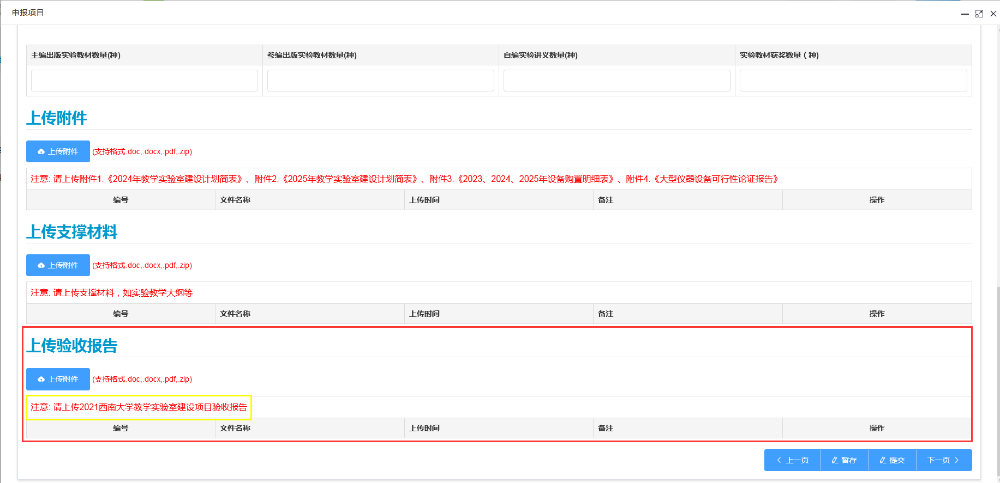 申报项目
主编出版实验教材数量(种) 参编出版实验教材数量(种) 自编实验讲义数量(种) 实验教材获奖数量（种)
上传附件
上传附件 (支持格式.doc,.docx,.pdf,.zip)
注意: 请上传附件1.《2024年教学实验室建设计划简表》、附件2.《2025年教学实验室建设计划简表》、附件3.《2023、2024、2025年设备购置明细表》、附件4.《大型仪器设备可行性论证报告》
编号 文件名称 上传时间 备注 操作
上传支撑材料
上传附件 (支持格式.doc,.docx,.pdf,.zip)
注意: 请上传支撑材料，如实验教学大纲等
编号 文件名称 上传时间 备注 操作
上传验收报告
上传附件 (支持格式.doc,.docx,.pdf,.zip)
注意: 请上传2021西南大学教学实验室建设项目验收报告
编号 文件名称 上传时间 备注 操作
上一页 暂存 提交 下一页